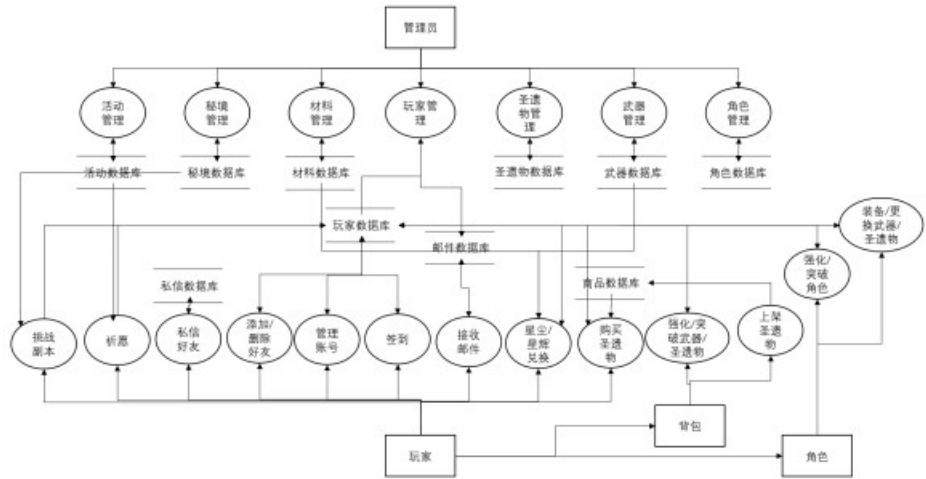 管理员
活动
管理
秘境
管理
材料
管理
玩家管
理
圣遗
物管
理
武器
管理
角色
管理
活动数据库
秘境数据库
材料数据库
圣遗物数据库
武器数据库
角色数据库
玩家数据库
邮件数据库
装备/更
换武器/
圣遗物
强化/
突破
角色
私信数据库
商品数据库
挑战
副本
祈愿
私信
好友
添加/
删除
好友
管理
账号
签到
接收
邮件
星尘/
星辉
兑换
购买
圣遗
物
强化/突
破武器/
圣遗物
上架
圣遗
物
背包
玩家
角色